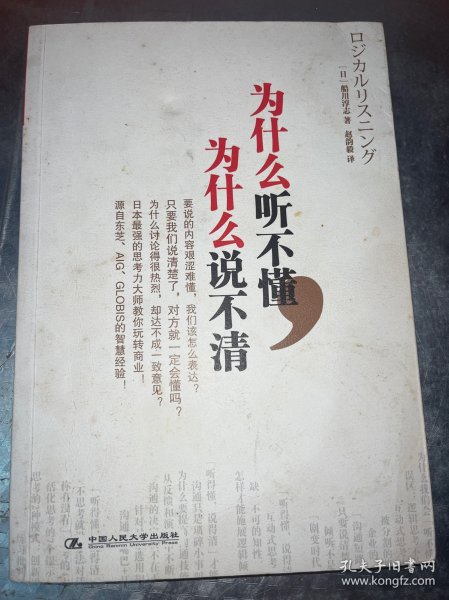 ロジカルリスニング
［日］船川淳志 著
赵韵毅 译
为什么听不懂，
为什么说不清
要说的内容艰涩难懂，我们该怎么表达？
只要我们说清楚了，对方就一定会懂吗？
为什么讨论得很热烈，却达不成一致意见？
日本最强的思考力大师教你玩转商业！
源自东芝、AIG、GLOBIS的智慧经验！
中国人民大学出版社
China Renmin University Press
孔夫子旧书网
www.kongfz.com